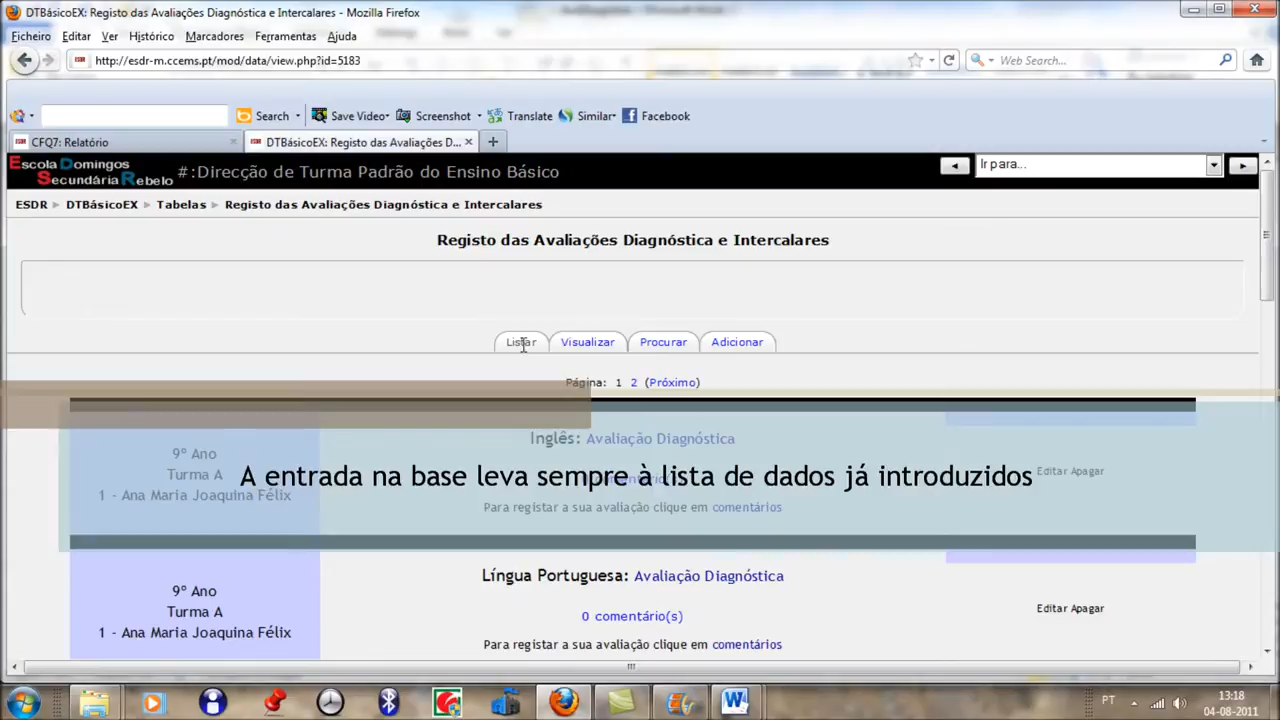 DTBásicoEX: Registo das Avaliações Diagnóstica e Intercalares - Mozilla Firefox
Ficheiro Editar Ver Histórico Marcadores Ferramentas Ajuda
http://esdr-m.ccems.pt/mod/data/view.php?id=5183
Web Search...
Search Save Video Screenshot Translate Similar Facebook
CFQ7: Relatório
DTBásicoEX: Registo das Avaliações D...
Escola Domingos
Secundária Rebelo
#:Direcção de Turma Padrão do Ensino Básico
Ir para...
ESDR ► DTBásicoEX ► Tabelas ► Registo das Avaliações Diagnóstica e Intercalares
Registo das Avaliações Diagnóstica e Intercalares
Listar Visualizar Procurar Adicionar
Página: 1 2 (Próximo)
9º Ano
Turma A
1 - Ana Maria Joaquina Félix
Inglês: Avaliação Diagnóstica
A entrada na base leva sempre à lista de dados já introduzidos
Editar Apagar
Para registar a sua avaliação clique em comentários
9º Ano
Turma A
1 - Ana Maria Joaquina Félix
Língua Portuguesa: Avaliação Diagnóstica
0 comentário(s)
Para registar a sua avaliação clique em comentários
Editar Apagar
PT
13:18
04-08-2011